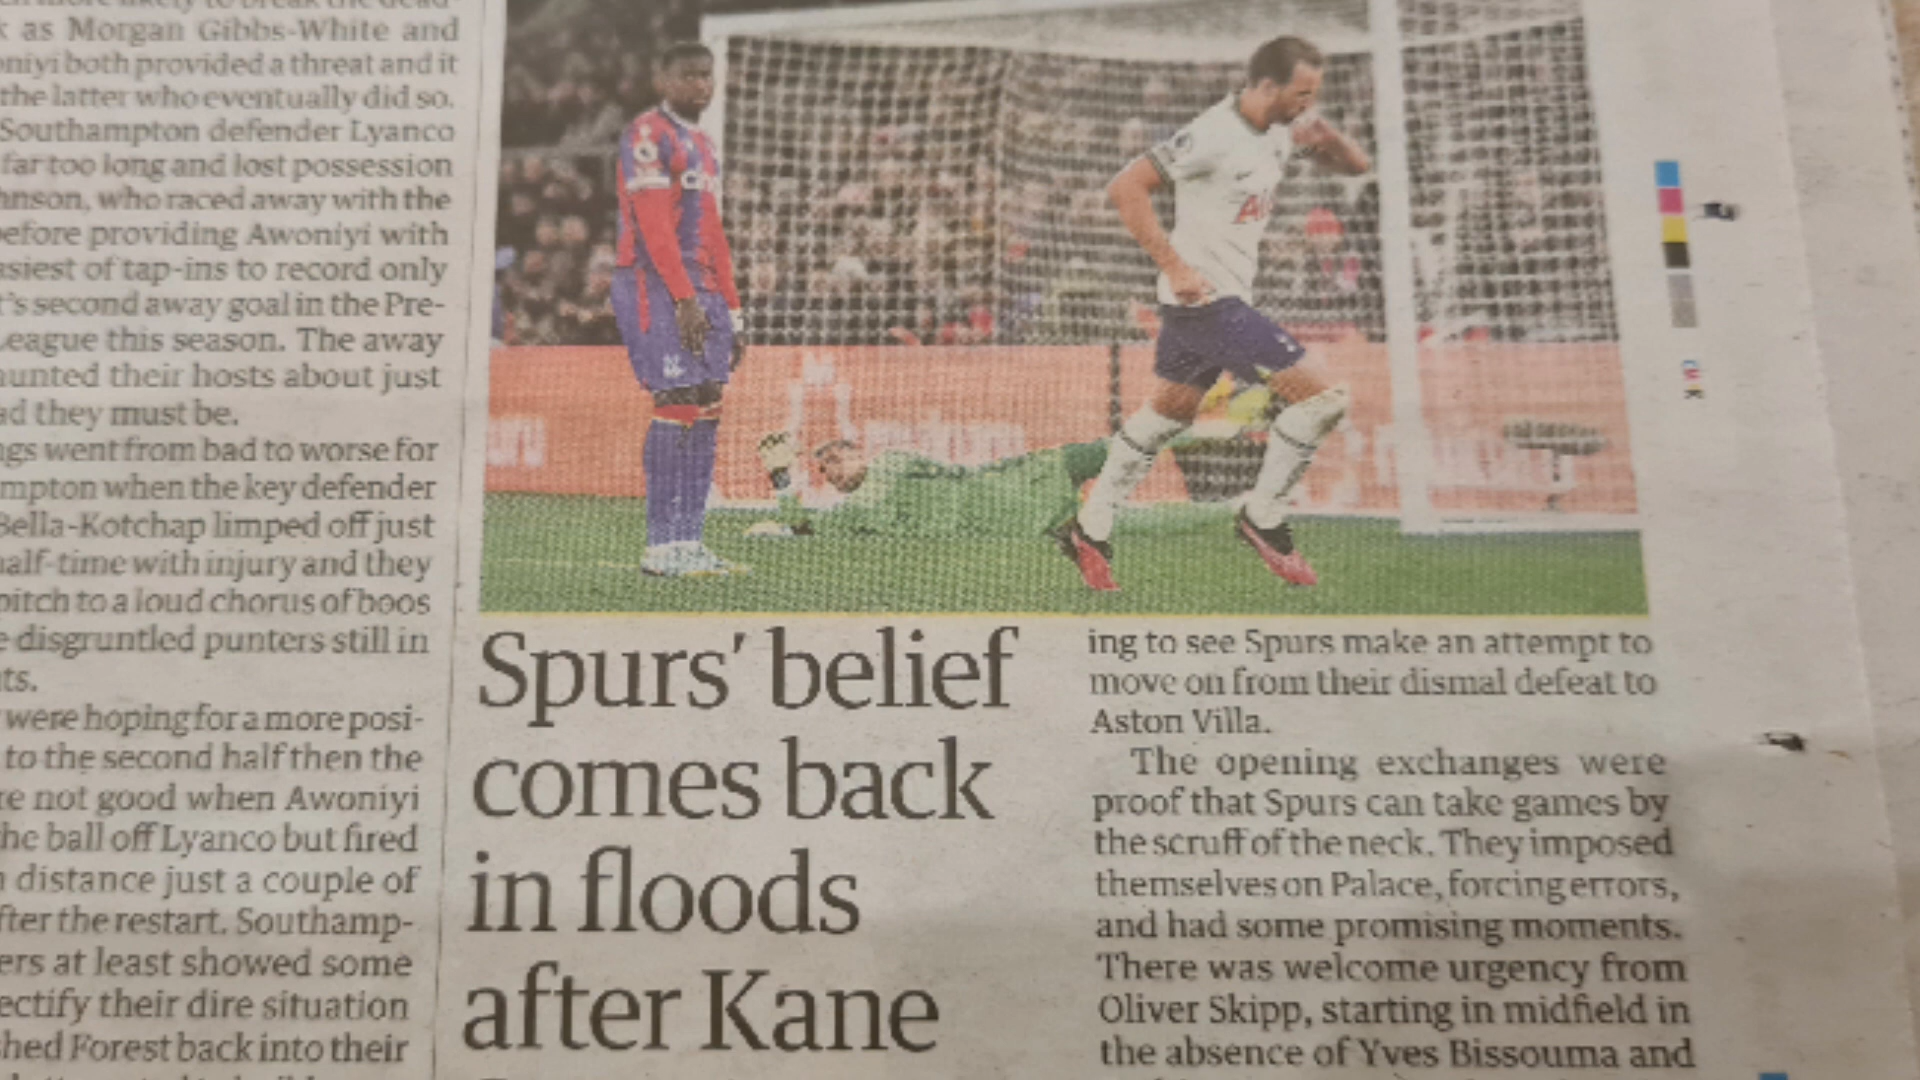 as Morgan Gibbs-White and
both provided a threat and it
the latter who eventually did so.
Southampton defender Lyanco
far too long and lost possession
who raced away with the
before providing Awoniyi with
of tap-ins to record only
second away goal in the Pre-
League this season. The away
their hosts about just
they must be.
went from bad to worse for
when the key defender
Bella-Kotchap limped off just
half-time with injury and they
pitch to a loud chorus of boos
disgruntled punters still in
were hoping for a more posi-
to the second half then the
not good when Awoniyi
the ball off Lyanco but fired
distance just a couple of
after the restart. Southamp-
at least showed some
their dire situation
Forest back into their
Spurs' belief
comes back
in floods
after Kane
ing to see Spurs make an attempt to
move on from their dismal defeat to
Aston Villa.
The opening exchanges were
proof that Spurs can take games by
the scruff of the neck. They imposed
themselves on Palace, forcing errors,
and had some promising moments.
There was welcome urgency from
Oliver Skipp, starting in midfield in
the absence of Yves Bissouma and